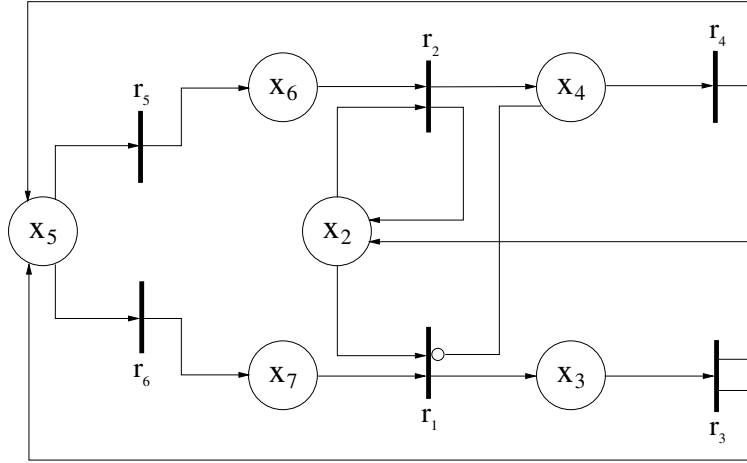 r₂
r₄
r₅
x₆
x₄
x₅
x₂
r₆
x₇
x₃
r₁
r₃